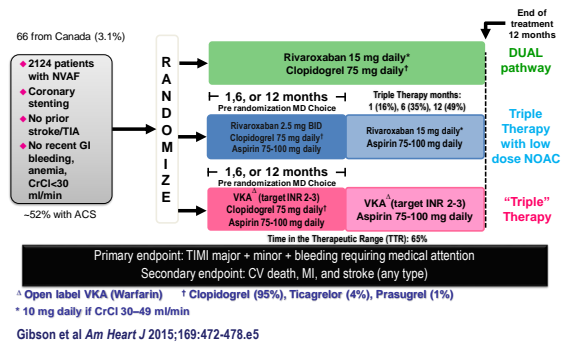 66 from Canada (3.1%)
◆ 2124 patients
with NVAF
◆ Coronary
stenting
◆ No prior
stroke/TIA
◆ No recent GI
bleeding,
anemia,
CrCl<30
ml/min
~52% with ACS
R
A
N
D
O
M
I
Z
E
End of
treatment
12 months
Rivaroxaban 15 mg daily*
Clopidogrel 75 mg daily†
DUAL
pathway
1,6, or 12 months
Pre randomization MD Choice
Triple Therapy months:
1 (16%), 6 (35%), 12 (49%)
Rivaroxaban 2.5 mg BID
Clopidogrel 75 mg daily†
Aspirin 75-100 mg daily
Rivaroxaban 15 mg daily*
Aspirin 75-100 mg daily
Triple
Therapy
with low
dose NOAC
1,6, or 12 months
Pre randomization MD Choice
VKAΔ (target INR 2-3)
Clopidogrel 75 mg daily†
Aspirin 75-100 mg daily
VKAΔ (target INR 2-3)
Aspirin 75-100 mg daily
“Triple”
Therapy
Time in the Therapeutic Range (TTR): 65%
Primary endpoint: TIMI major + minor + bleeding requiring medical attention
Secondary endpoint: CV death, MI, and stroke (any type)
Δ Open label VKA (Warfarin) † Clopidogrel (95%), Ticagrelor (4%), Prasugrel (1%)
* 10 mg daily if CrCl 30–49 ml/min
Gibson et al Am Heart J 2015;169:472-478.e5